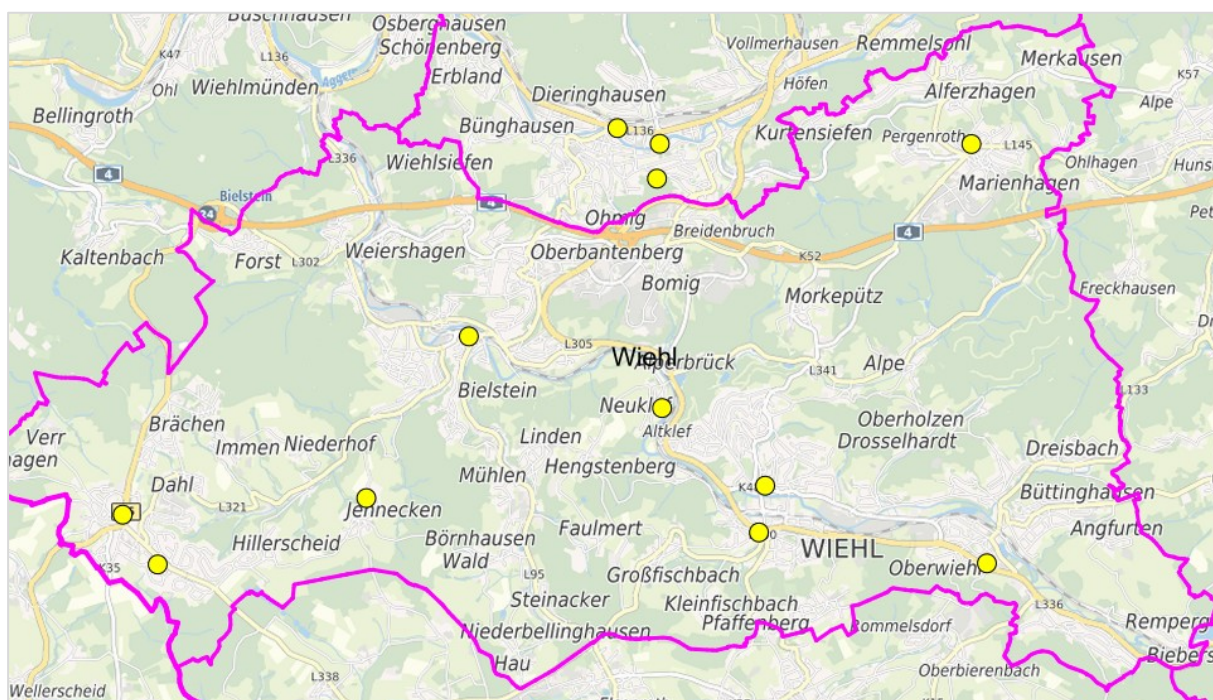 Buschhausen
Osberghausen
Schönenberg
Erbland
K47
L136
Ohl
Wiehlmünden
Agger
Bellingroth
Vollmerhausen
Remmelsohl
Merkausen
Höfen
K57
Alpe
Alferzhagen
Dieringhausen
Bünghausen
L136
Kurtensiefen
Pergenroth
L145
Ohlhagen
Wiehlsiefen
L336
Marienhagen
4
Bielstein
24
4
Ohmig
Breidenbruch
4
Kaltenbach
Forst
L302
Weiershagen
Oberbantenberg
K52
Bomig
Morkepütz
Freckhausen
L305
Wiehl
Alperbrück
L341
Alpe
L133
Bielstein
Altklef
Oberholzen
Drosselhardt
Verr
hagen
Brächen
Immen
Niederhof
Linden
Hengstenberg
Dreisbach
Mühlen
Dahl
L321
Jennecken
Büttinghausen
Angfurten
Hillerscheid
Börnhausen
Wald
Faulmert
WIEHL
Oberwiehl
K35
L95
Großfischbach
Steinacker
Kleinfischbach
Pfaffenberg
L336
Niederbellinghausen
Hau
Bommelsdorf
Oberbierenbach
L338
Wellerscheid